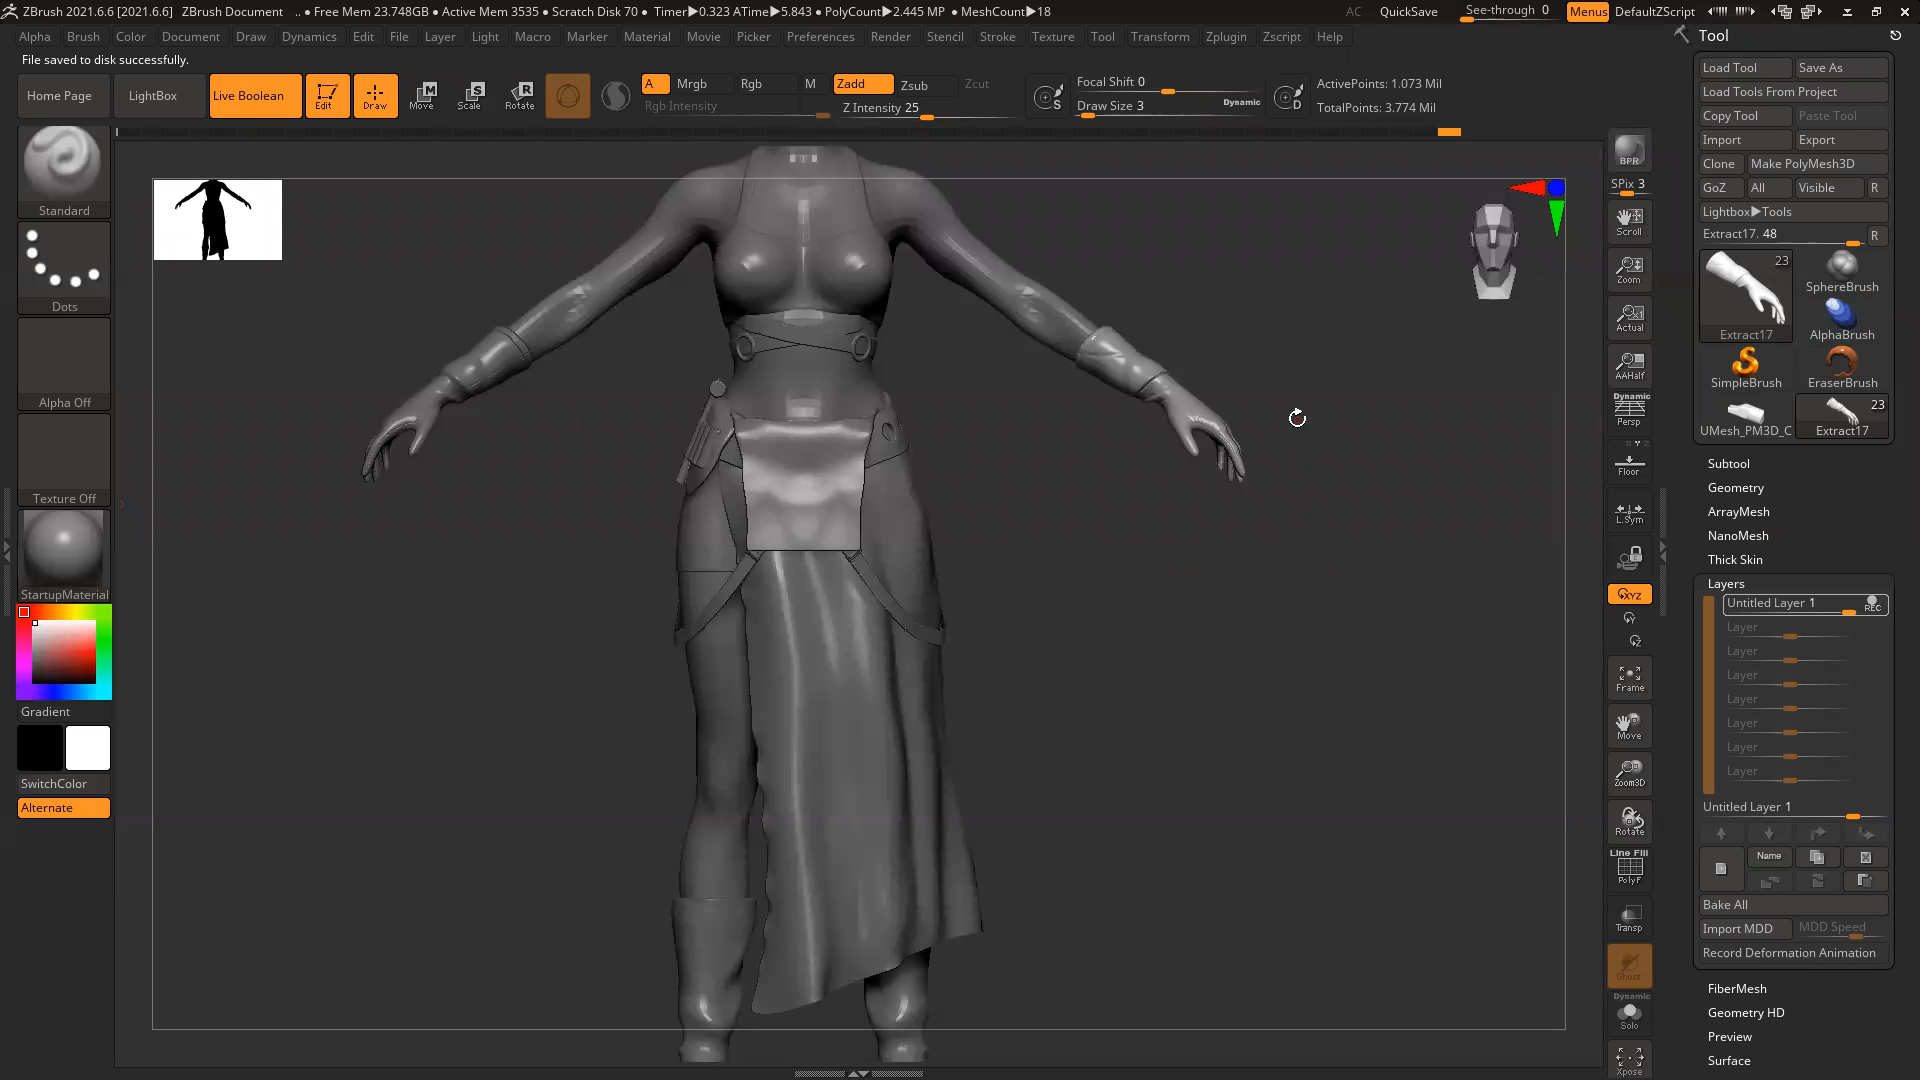 ZBrush 2021.6.6 [2021.6.6] ZBrush Document .. • Free Mem 23.748GB • Active Mem 3535 • Scratch Disk 70 • Timer▶0.323 ATime▶5.843 • PolyCount▶2.445 MP • MeshCount▶18 AC QuickSave See-through 0 Menus DefaultZScript
Alpha Brush Color Document Draw Dynamics Edit File Layer Light Macro Marker Material Movie Picker Preferences Render Stencil Stroke Texture Tool Transform Zplugin Zscript Help
File saved to disk successfully.
Home Page LightBox Live Boolean Edit Draw Move Scale Rotate
A Mrgb Rgb M Zadd Zsub Zcut
Rgb Intensity Z Intensity 25
S Focal Shift 0
Draw Size 3 Dynamic D
ActivePoints: 1.073 Mil
TotalPoints: 3.774 Mil
Standard
Dots
Alpha Off
Texture Off
StartupMaterial
Gradient
SwitchColor
Alternate
BPR
SPix 3
Scroll
Zoom
Actual
AAHalf
Dynamic
Persp
Floor
L.Sym
XYZ
Y
Z
Frame
Move
Zoom3D
Rotate
Line Fill
PolyF
Transp
Ghost
Dynamic
Solo
Xpose
Tool
Load Tool Save As
Load Tools From Project
Copy Tool Paste Tool
Import Export
Clone Make PolyMesh3D
GoZ All Visible R
Lightbox▶Tools
Extract17. 48 R
23
Extract17
SphereBrush
AlphaBrush
SimpleBrush EraserBrush
23
UMesh_PM3D_C Extract17
Subtool
Geometry
ArrayMesh
NanoMesh
Thick Skin
Layers
Untitled Layer 1 REC
Layer
Layer
Layer
Layer
Layer
Layer
Layer
Untitled Layer 1
Name
Bake All
Import MDD MDD Speed
Record Deformation Animation
FiberMesh
Geometry HD
Preview
Surface